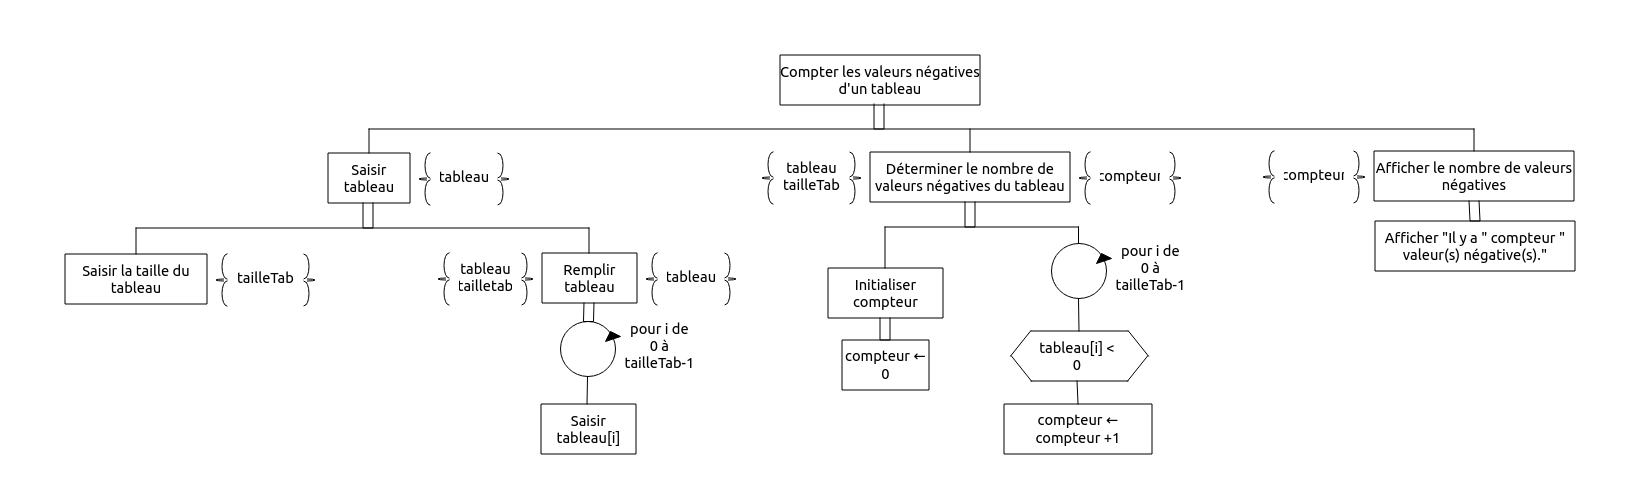 Compter les valeurs négatives
d'un tableau
Saisir
tableau
tableau
tableau
tailleTab
Déterminer le nombre de
valeurs négatives du tableau
compteur
compteur
Afficher le nombre de valeurs
négatives
Afficher "Il y a " compteur "
valeur(s) négative(s)."
Saisir la taille du
tableau
tailleTab
tableau
tailletab
Remplir
tableau
tableau
pour i de
0 à
tailleTab-1
Saisir
tableau[i]
Initialiser
compteur
compteur ←
0
pour i de
0 à
tailleTab-1
tableau[i] <
0
compteur ←
compteur +1